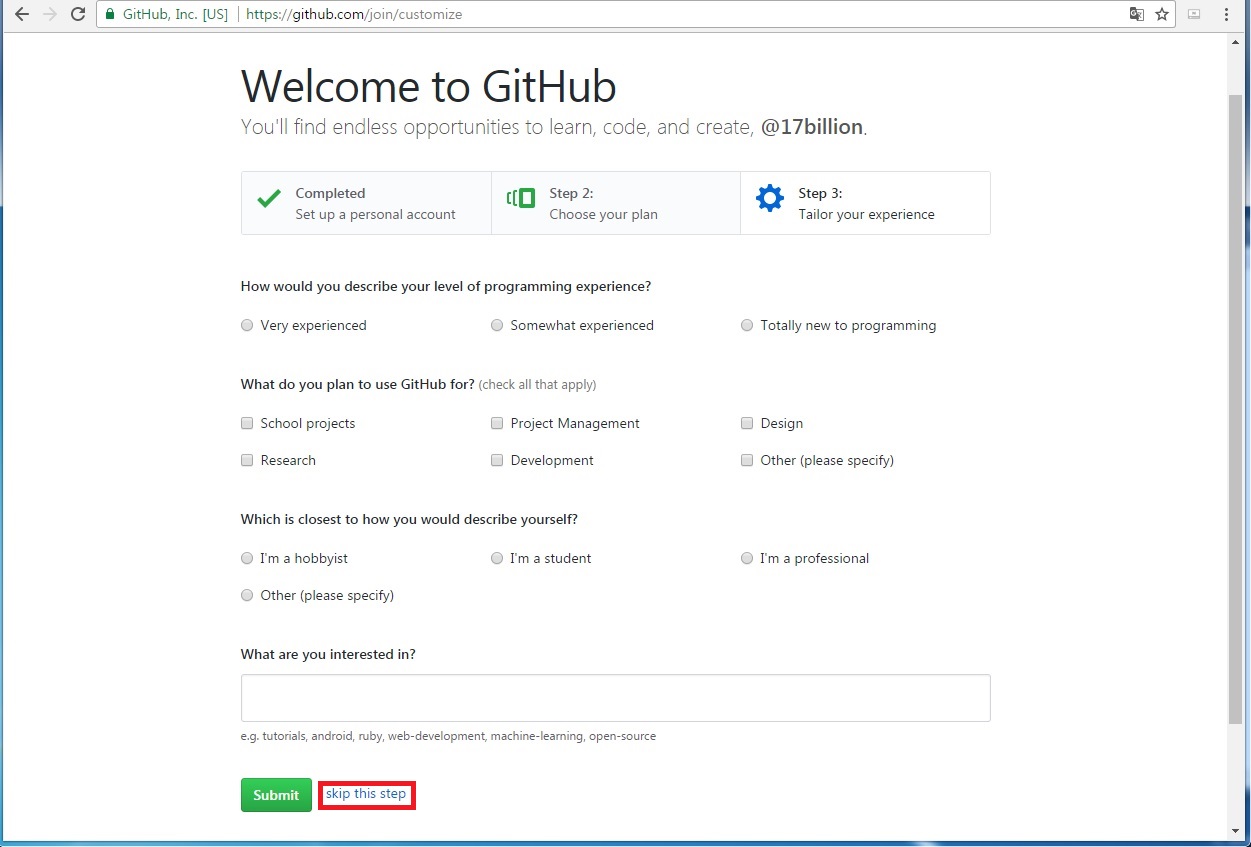 GitHub, Inc. [US] | https://github.com/join/customize
Welcome to GitHub
You'll find endless opportunities to learn, code, and create, @17billion.
Completed
Set up a personal account
Step 2:
Choose your plan
Step 3:
Tailor your experience
How would you describe your level of programming experience?
Very experienced Somewhat experienced Totally new to programming
What do you plan to use GitHub for? (check all that apply)
School projects Project Management Design
Research Development Other (please specify)
Which is closest to how you would describe yourself?
I'm a hobbyist I'm a student I'm a professional
Other (please specify)
What are you interested in?
e.g. tutorials, android, ruby, web-development, machine-learning, open-source
Submit skip this step